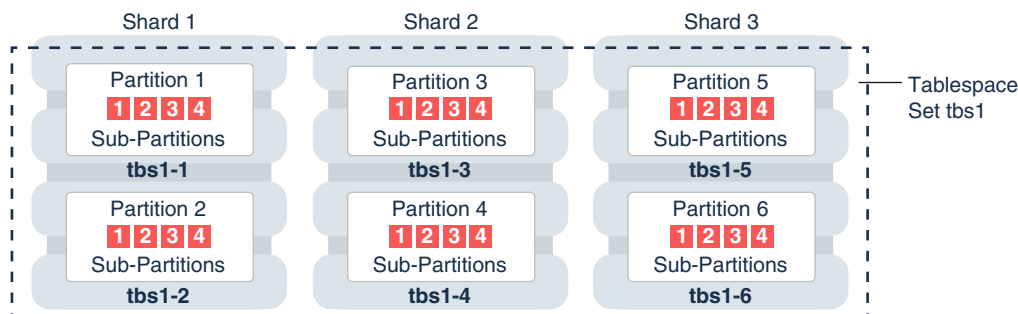 Shard 1
Shard 2
Shard 3
Partition 1
1 2 3 4
Sub-Partitions
tbs1-1
Partition 3
1 2 3 4
Sub-Partitions
tbs1-3
Partition 5
1 2 3 4
Sub-Partitions
tbs1-5
Tablespace
Set tbs1
Partition 2
1 2 3 4
Sub-Partitions
tbs1-2
Partition 4
1 2 3 4
Sub-Partitions
tbs1-4
Partition 6
1 2 3 4
Sub-Partitions
tbs1-6